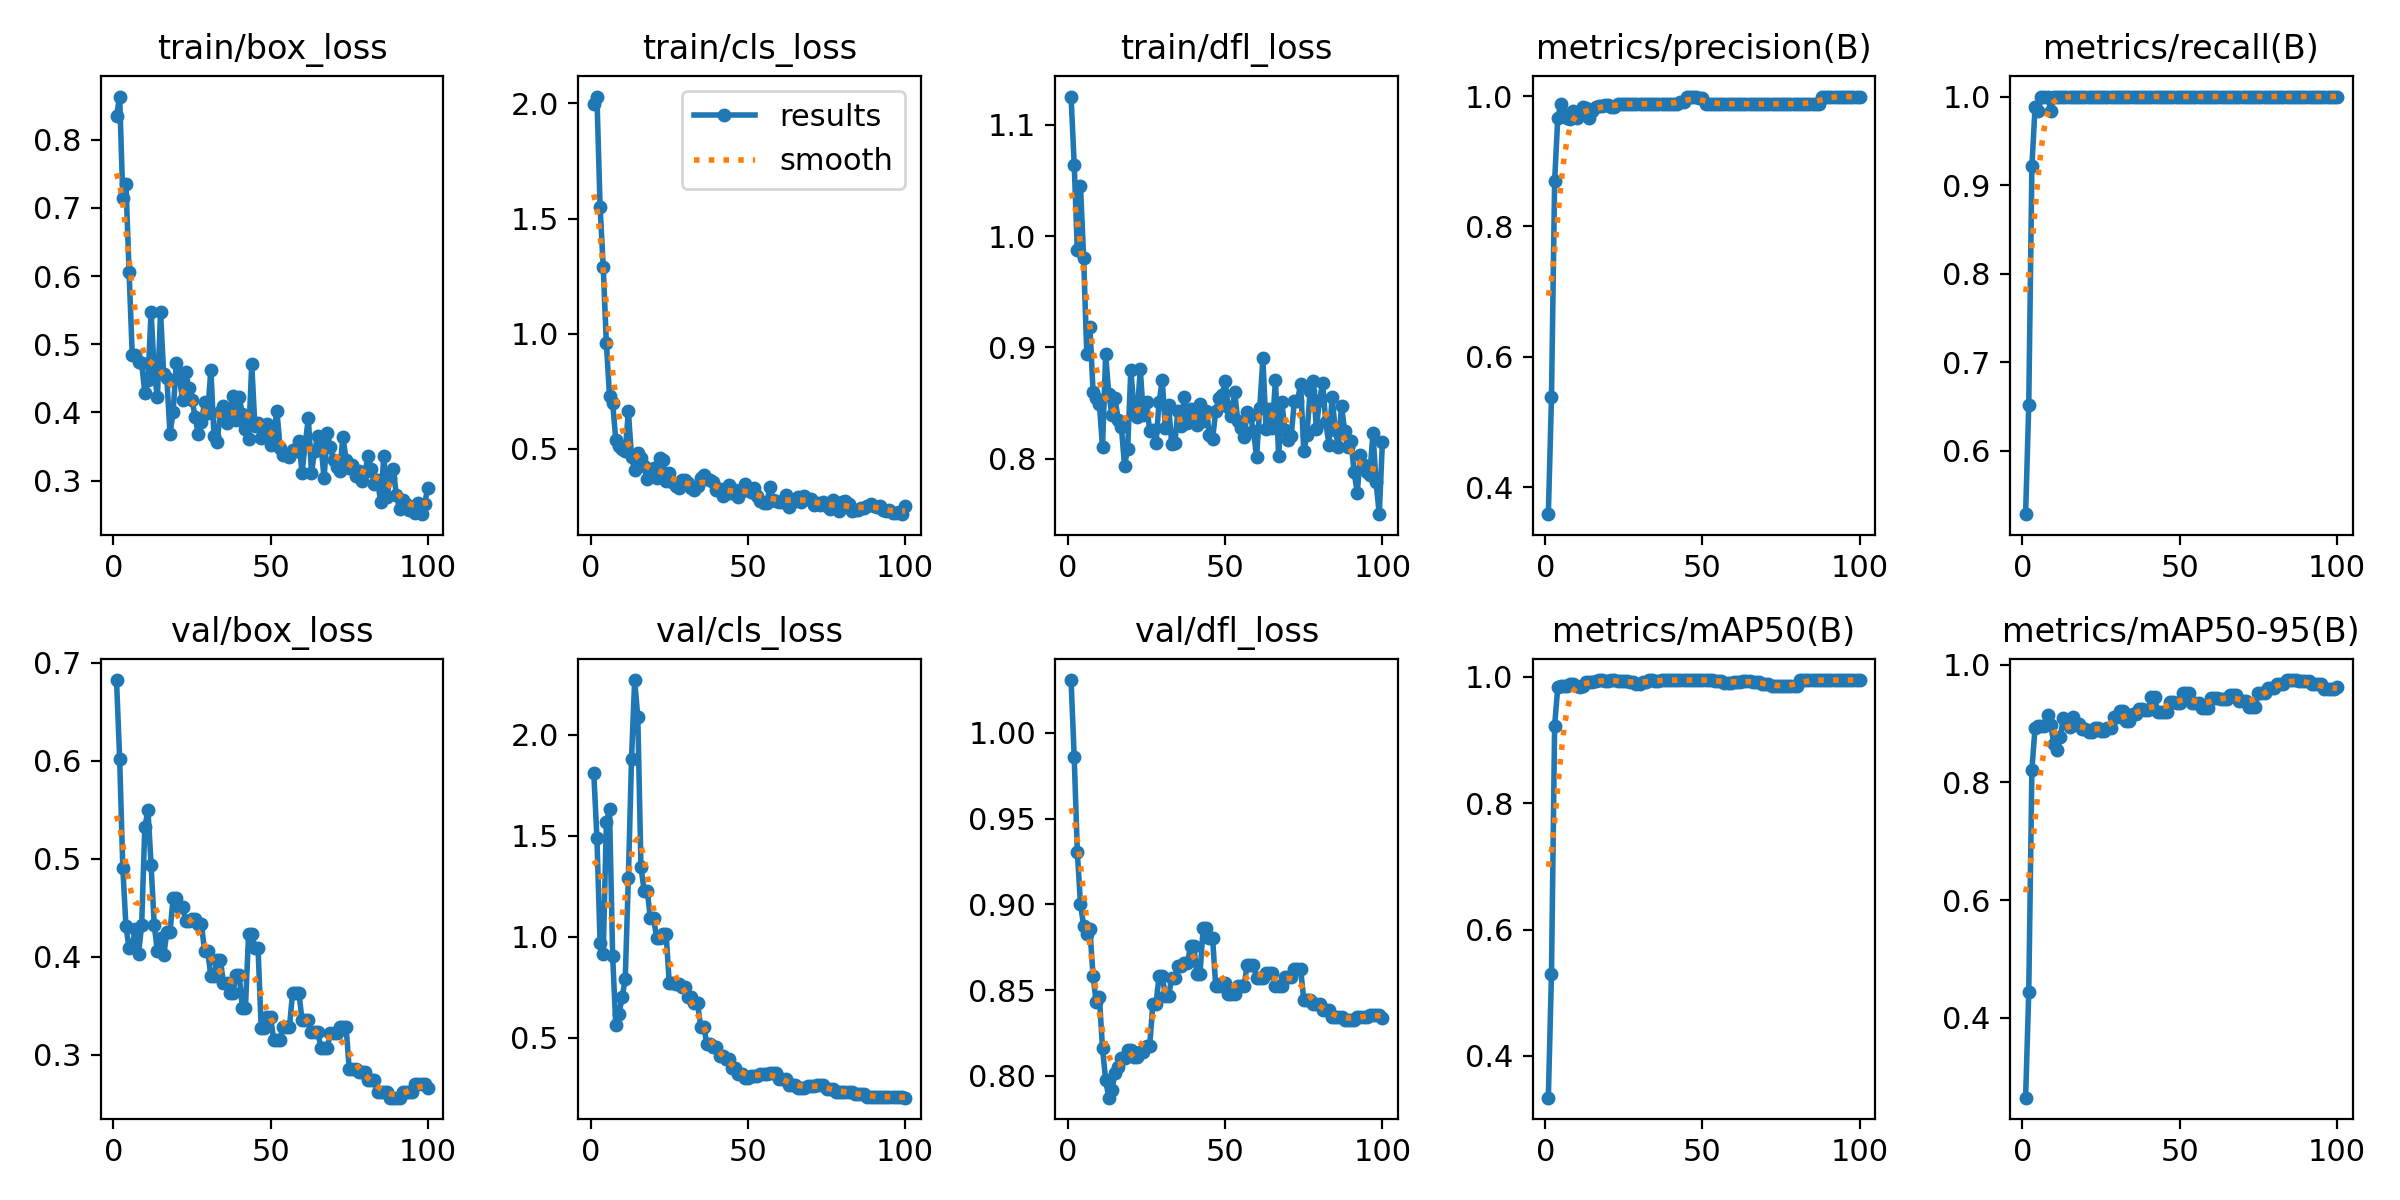 train/box_loss
train/cls_loss
train/dfl_loss
metrics/precision(B)
metrics/recall(B)
results
smooth
0.8
0.7
0.6
0.5
0.4
0.3
0 50 100
2.0
1.5
1.0
0.5
0 50 100
1.1
1.0
0.9
0.8
0 50 100
1.0
0.8
0.6
0.4
0 50 100
1.0
0.9
0.8
0.7
0.6
0 50 100
val/box_loss
val/cls_loss
val/dfl_loss
metrics/mAP50(B)
metrics/mAP50-95(B)
0.7
0.6
0.5
0.4
0.3
0 50 100
2.0
1.5
1.0
0.5
0 50 100
1.00
0.95
0.90
0.85
0.80
0 50 100
1.0
0.8
0.6
0.4
0 50 100
1.0
0.8
0.6
0.4
0 50 100